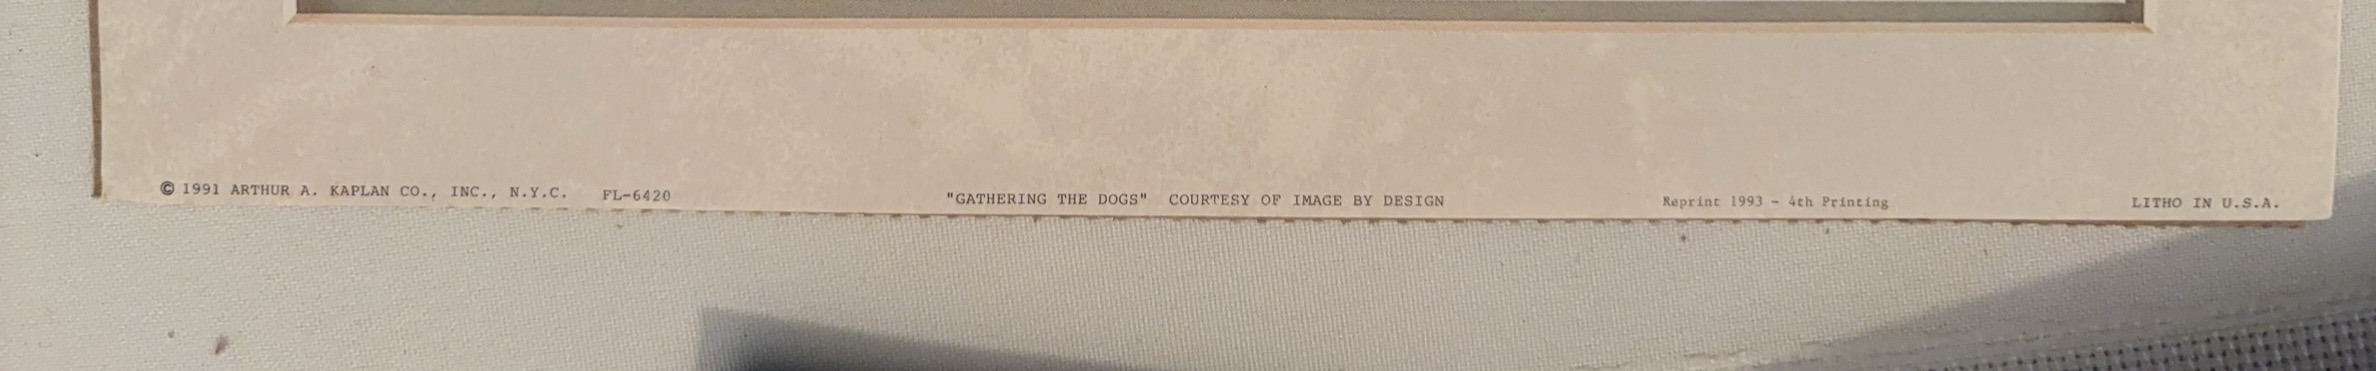 © 1991 ARTHUR A. KAPLAN CO., INC., N.Y.C. FL-6420 "GATHERING THE DOGS" COURTESY OF IMAGE BY DESIGN Reprint 1993 - 4th Printing LITHO IN U.S.A.